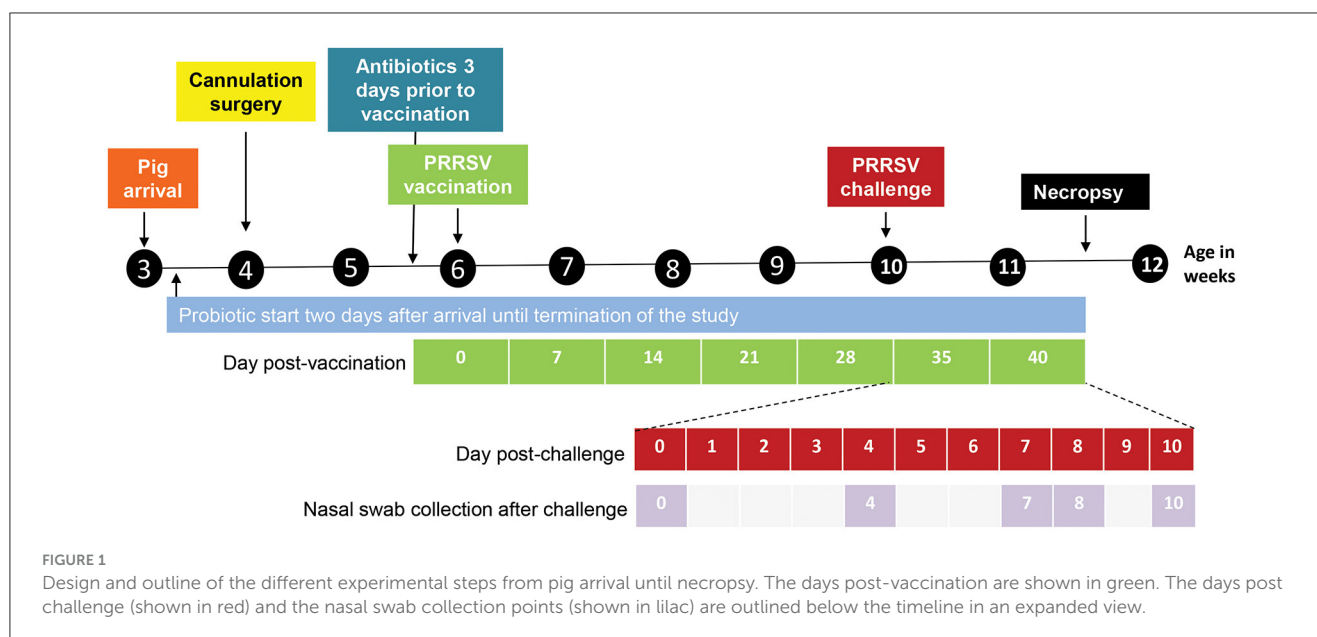 Cannulation
surgery
Antibiotics 3
days prior to
vaccination
Pig
arrival
PRRSV
vaccination
PRRSV
challenge
Necropsy
3 4 5 6 7 8 9 10 11 12
Age in
weeks
Probiotic start two days after arrival until termination of the study
Day post-vaccination 0 7 14 21 28 35 40
Day post-challenge 0 1 2 3 4 5 6 7 8 9 10
Nasal swab collection after challenge 0 4 7 8 10
FIGURE 1
Design and outline of the different experimental steps from pig arrival until necropsy. The days post-vaccination are shown in green. The days post
challenge (shown in red) and the nasal swab collection points (shown in lilac) are outlined below the timeline in an expanded view.